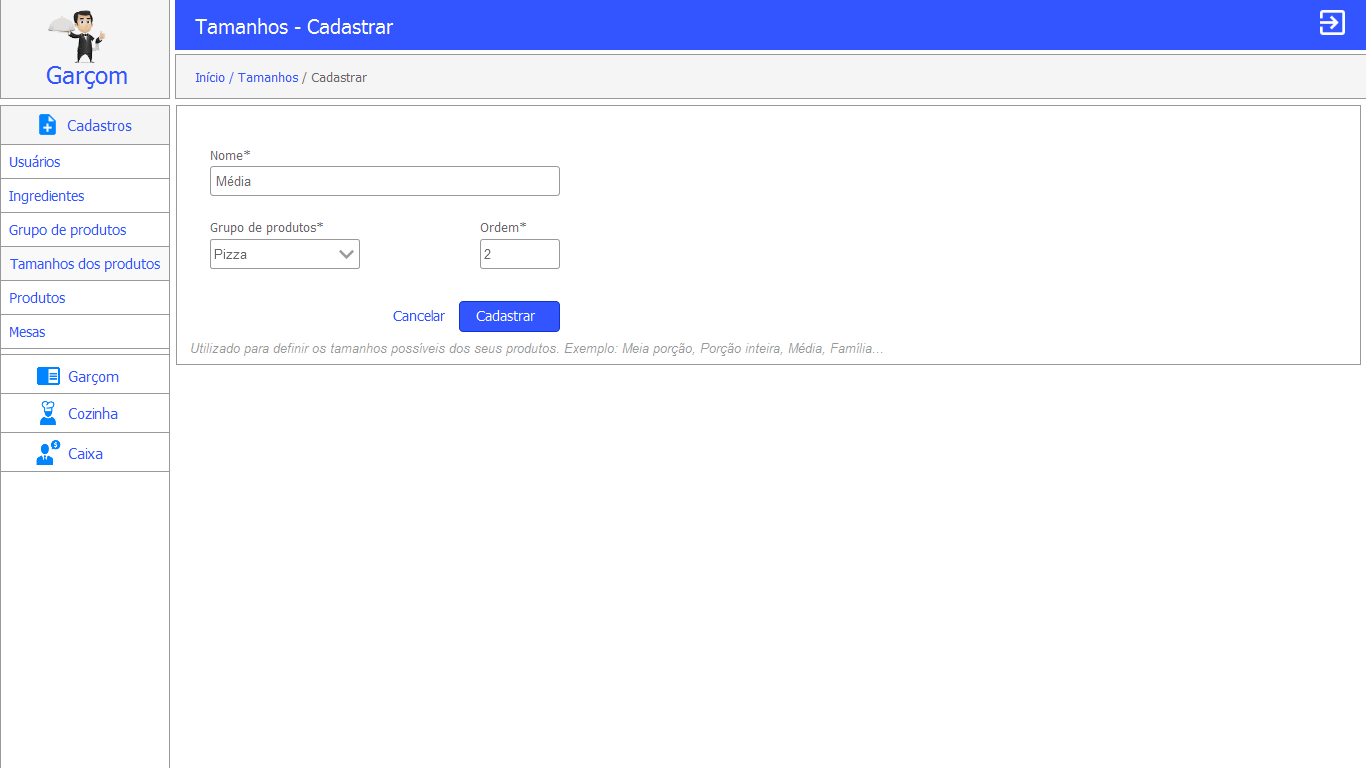 Garçom
Tamanhos - Cadastrar
Início / Tamanhos / Cadastrar
Cadastros
Usuários
Ingredientes
Grupo de produtos
Tamanhos dos produtos
Produtos
Mesas
Garçom
Cozinha
Caixa
Nome*
Média
Grupo de produtos* Ordem*
Pizza 2
Cancelar Cadastrar
Utilizado para definir os tamanhos possíveis dos seus produtos. Exemplo: Meia porção, Porção inteira, Média, Família...